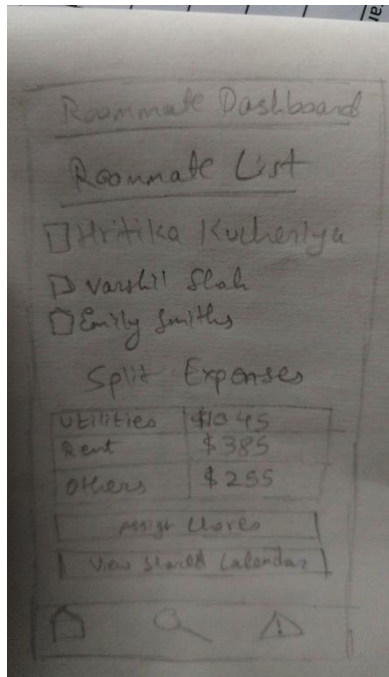 Roommate Dashboard
Roommate List
Hritika Kucheriya
Varshil Shah
Emily Smiths
Split Expenses
Utilities $1045
Rent $385
Others $255
Assign Chores
View Shared Calendar